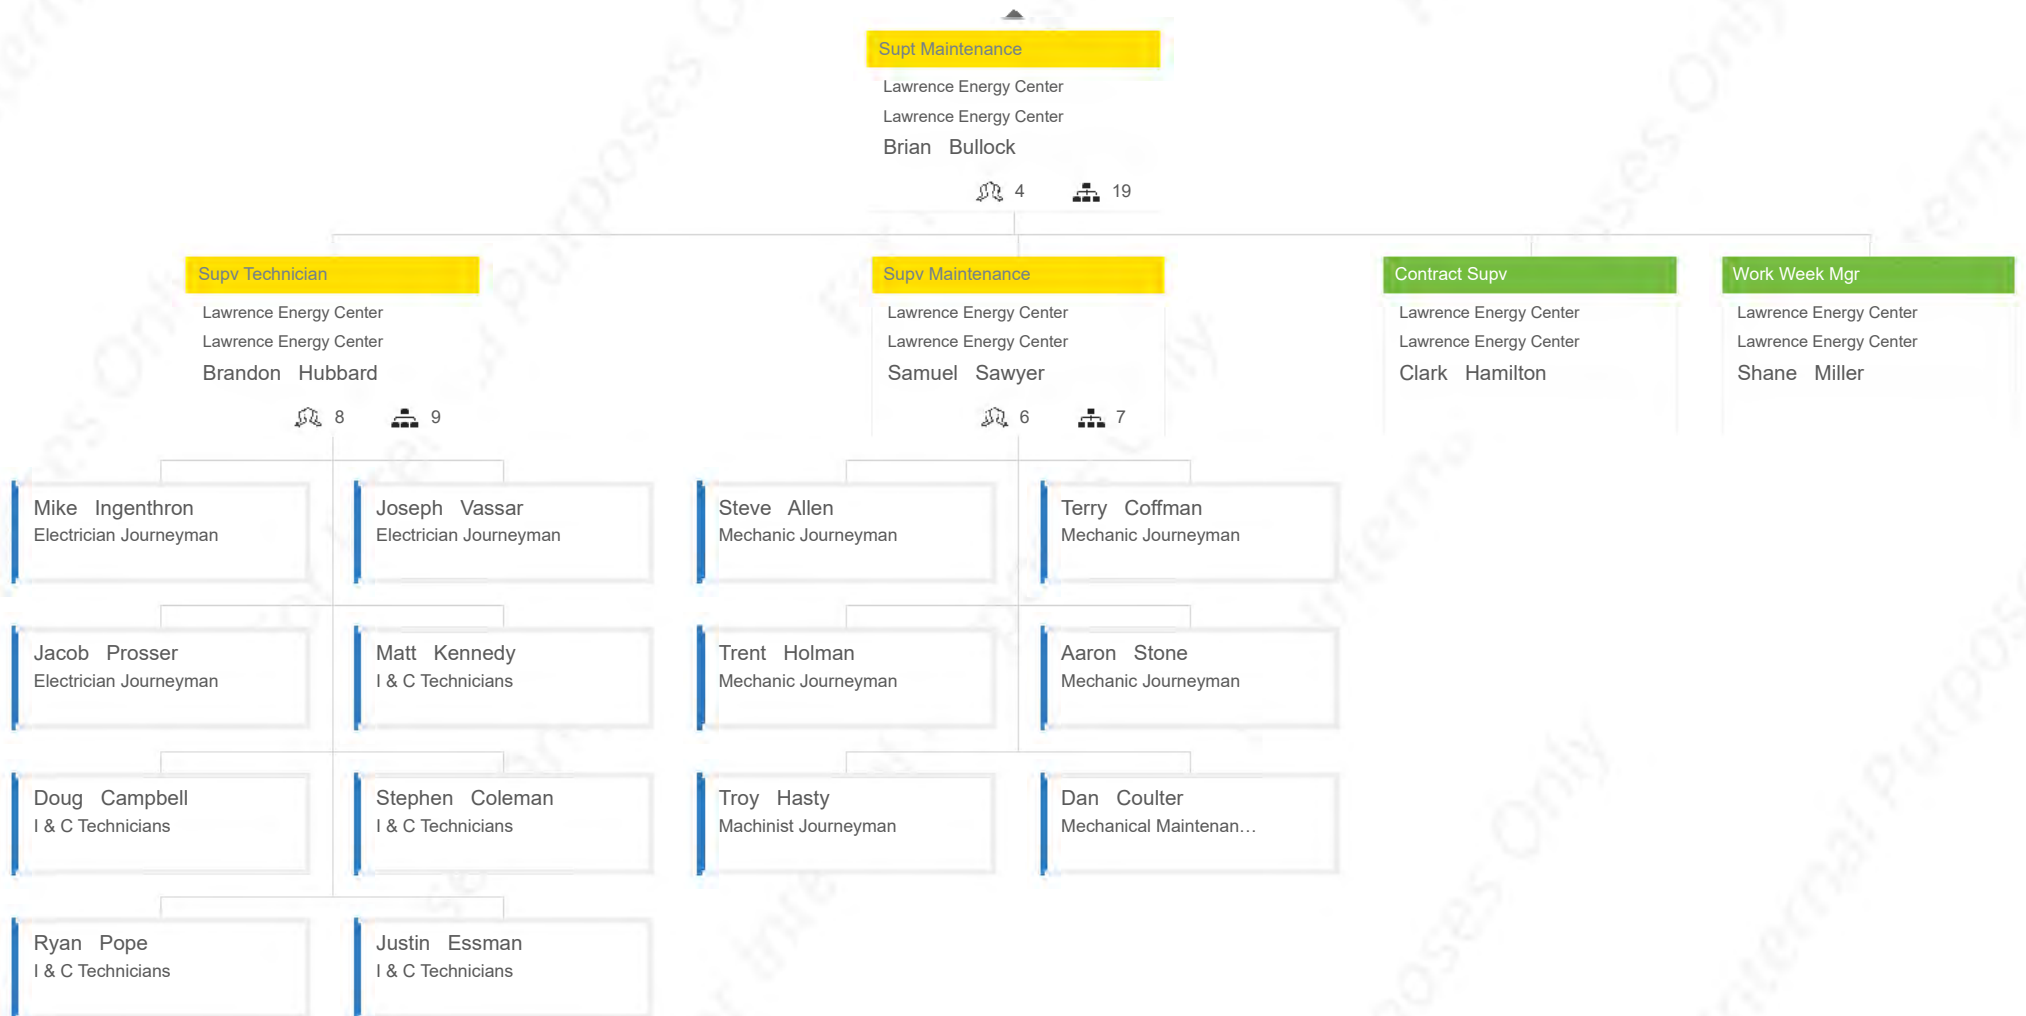 Supt Maintenance
Lawrence Energy Center
Lawrence Energy Center
Brian Bullock
4 19
Supv Technician
Lawrence Energy Center
Lawrence Energy Center
Brandon Hubbard
8 9
Supv Maintenance
Lawrence Energy Center
Lawrence Energy Center
Samuel Sawyer
6 7
Contract Supv
Lawrence Energy Center
Lawrence Energy Center
Clark Hamilton
Work Week Mgr
Lawrence Energy Center
Lawrence Energy Center
Shane Miller
Mike Ingenthron
Electrician Journeyman
Joseph Vassar
Electrician Journeyman
Steve Allen
Mechanic Journeyman
Terry Coffman
Mechanic Journeyman
Jacob Prosser
Electrician Journeyman
Matt Kennedy
I & C Technicians
Trent Holman
Mechanic Journeyman
Aaron Stone
Mechanic Journeyman
Doug Campbell
I & C Technicians
Stephen Coleman
I & C Technicians
Troy Hasty
Machinist Journeyman
Dan Coulter
Mechanical Maintenan…
Ryan Pope
I & C Technicians
Justin Essman
I & C Technicians